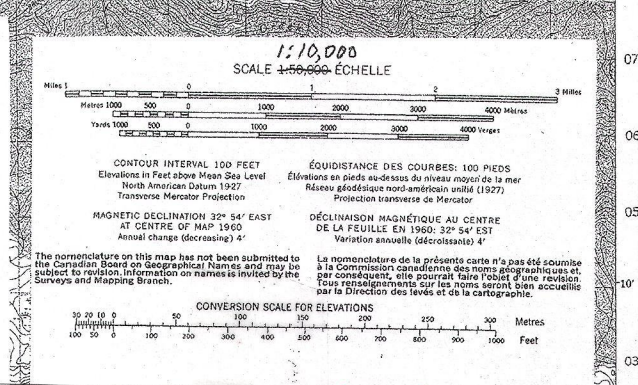 1:10,000
SCALE 1:50,000 ÉCHELLE
Miles 1 0 1 2 3 Milles
Metres 1000 500 0 1000 2000 3000 4000 Mètres
Yards 1000 500 0 1000 2000 3000 4000 Verges
CONTOUR INTERVAL 100 FEET
Elevations in Feet above Mean Sea Level
North American Datum 1927
Transverse Mercator Projection
ÉQUIDISTANCE DES COURBES: 100 PIEDS
Élévations en pieds au-dessus du niveau moyen de la mer
Réseau géodésique nord-américain unifié (1927)
Projection transverse de Mercator
MAGNETIC DECLINATION 32° 54' EAST
AT CENTRE OF MAP 1960
Annual change (decreasing) 4'
DÉCLINAISON MAGNÉTIQUE AU CENTRE
DE LA FEUILLE EN 1960: 32° 54' EST
Variation annuelle (décroissante) 4'
The nomenclature on this map has not been submitted to
the Canadian Board on Geographical Names and may be
subject to revision. Information on names is invited by the
Surveys and Mapping Branch.
La nomenclature de la présente carte n'a pas été soumise
à la Commission canadienne des noms géographiques et,
par conséquent, elle pourrait faire l'objet d'une revision.
Tous renseignements sur les noms seront bien accueillis
par la Direction des levés et de la cartographie.
CONVERSION SCALE FOR ELEVATIONS
30 20 10 0 50 100 150 200 250 300 Metres
100 50 0 100 200 300 400 500 600 700 800 900 1000 Feet
07
06
05
10'
03